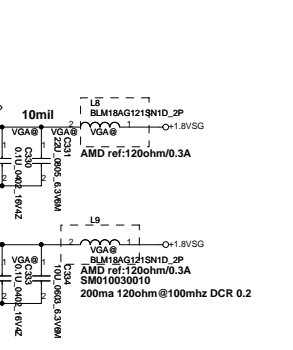 L8
BLM18AG121SN1D_2P
10mil
2 1
+1.8VSG
VGA@ VGA@ VGA@
AMD ref:120ohm/0.3A
1 1
C330
0.1U_0402_16V4Z
C331
22U_0805_6.3V6M
2 2
L9
2 1
+1.8VSG
VGA@
BLM18AG121SN1D_2P
AMD ref:120ohm/0.3A
SM010030010
200ma 120ohm@100mhz DCR 0.2
1 1
VGA@
C333
0.1U_0402_16V4Z
C334
10U_0603_6.3V6M
2 2